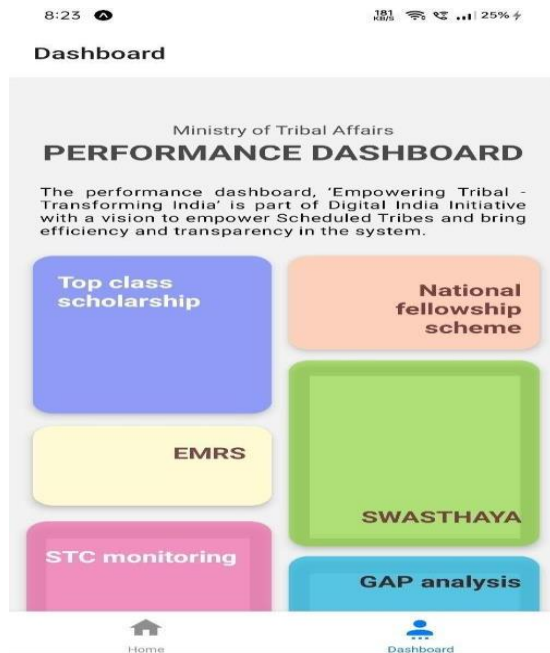 8:23
181 KB/S 25%
Dashboard
Ministry of Tribal Affairs
PERFORMANCE DASHBOARD
The performance dashboard, ‘Empowering Tribal -
Transforming India’ is part of Digital India Initiative
with a vision to empower Scheduled Tribes and bring
efficiency and transparency in the system.
Top class
scholarship
National
fellowship
scheme
EMRS
SWASTHAYA
STC monitoring
GAP analysis
Home
Dashboard